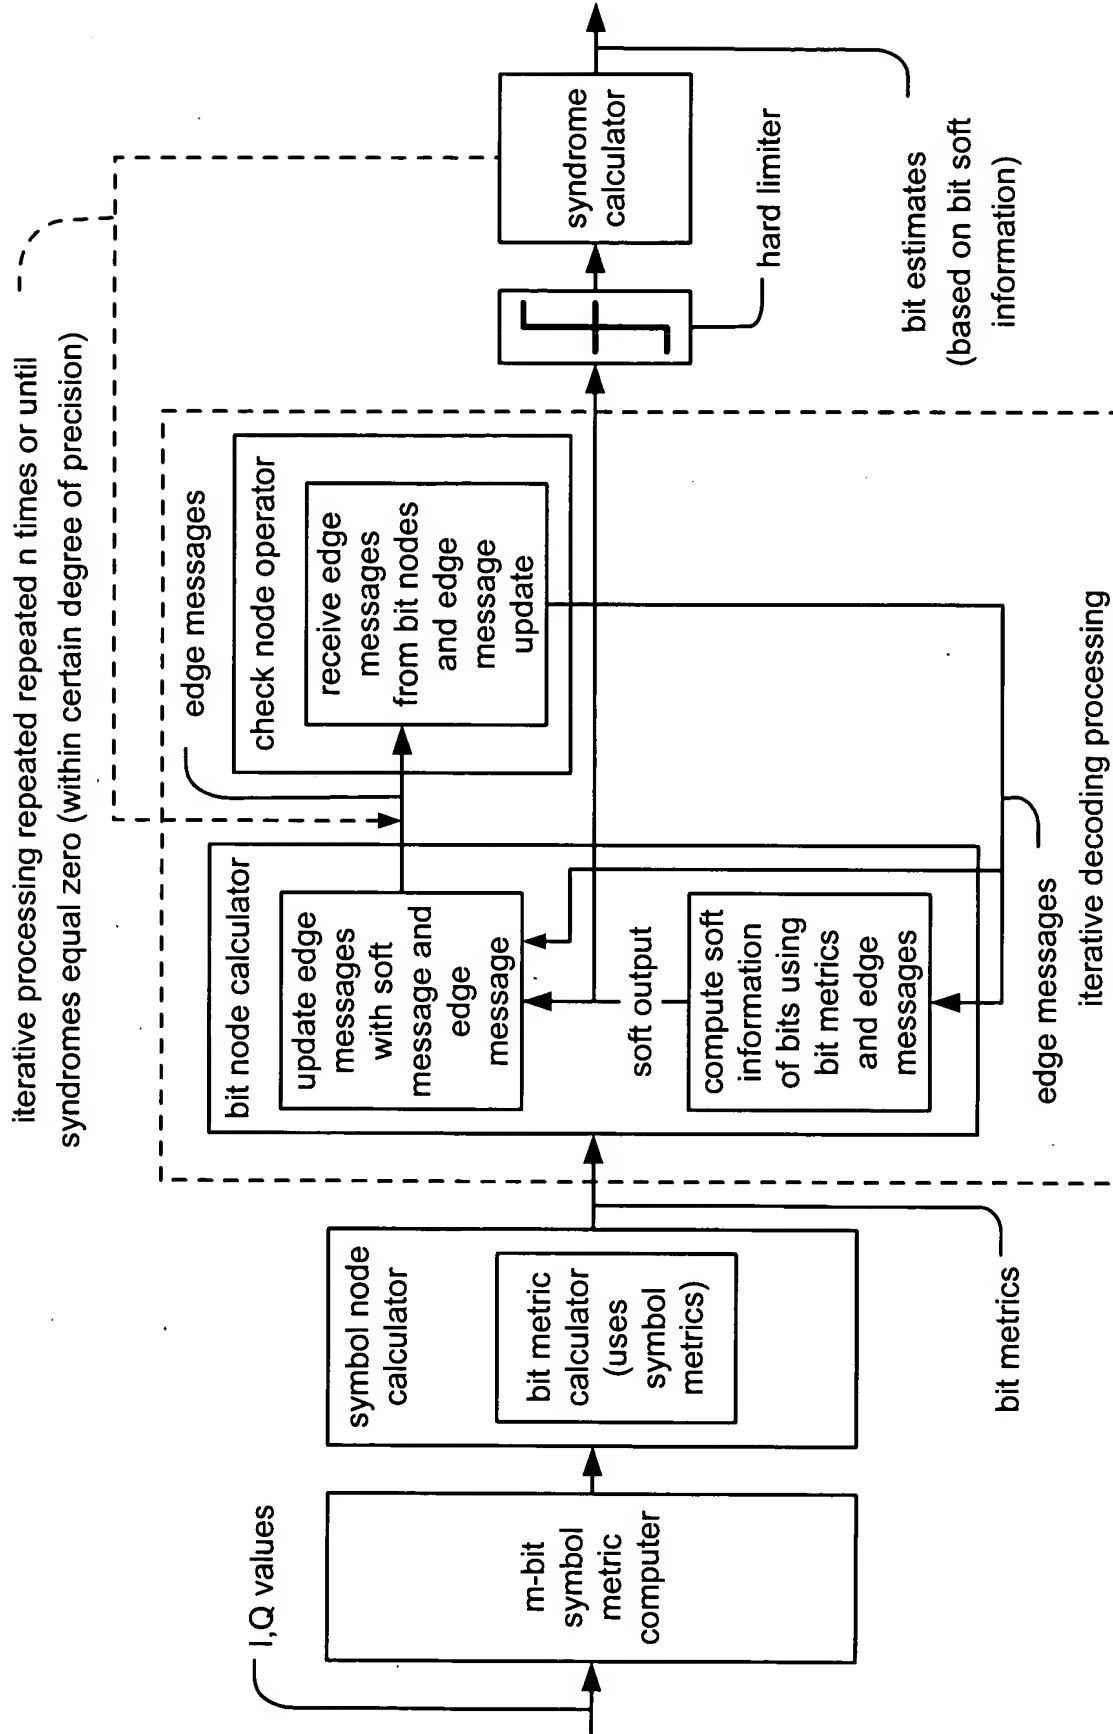 iterative processing repeated repeated n times or until
syndromes equal zero (within certain degree of precision)
I,Q values
m-bit
symbol
metric
computer
symbol node
calculator
bit metric
calculator
(uses
symbol
metrics)
bit metrics
bit node calculator
update edge
messages
with soft
message and
edge
message
soft output
compute soft
information
of bits using
bit metrics
and edge
messages
edge messages
check node operator
receive edge
messages
from bit nodes
and edge
message
update
edge messages
iterative decoding processing
hard limiter
syndrome
calculator
bit estimates
(based on bit soft
information)